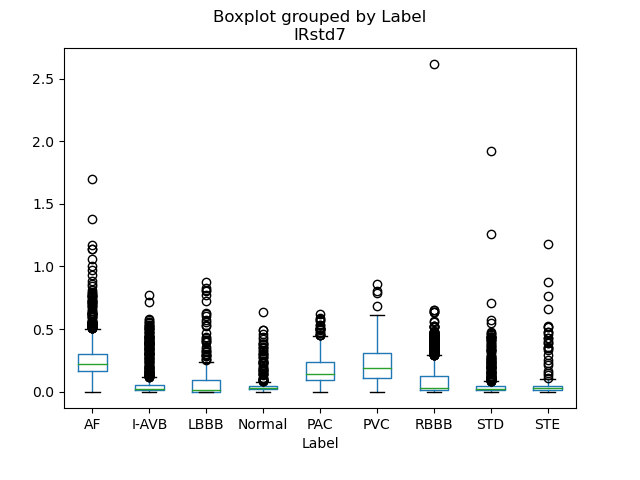 Boxplot grouped by Label
IRstd7
2.5
2.0
1.5
1.0
0.5
0.0
AF I-AVB LBBB Normal PAC PVC RBBB STD STE
Label